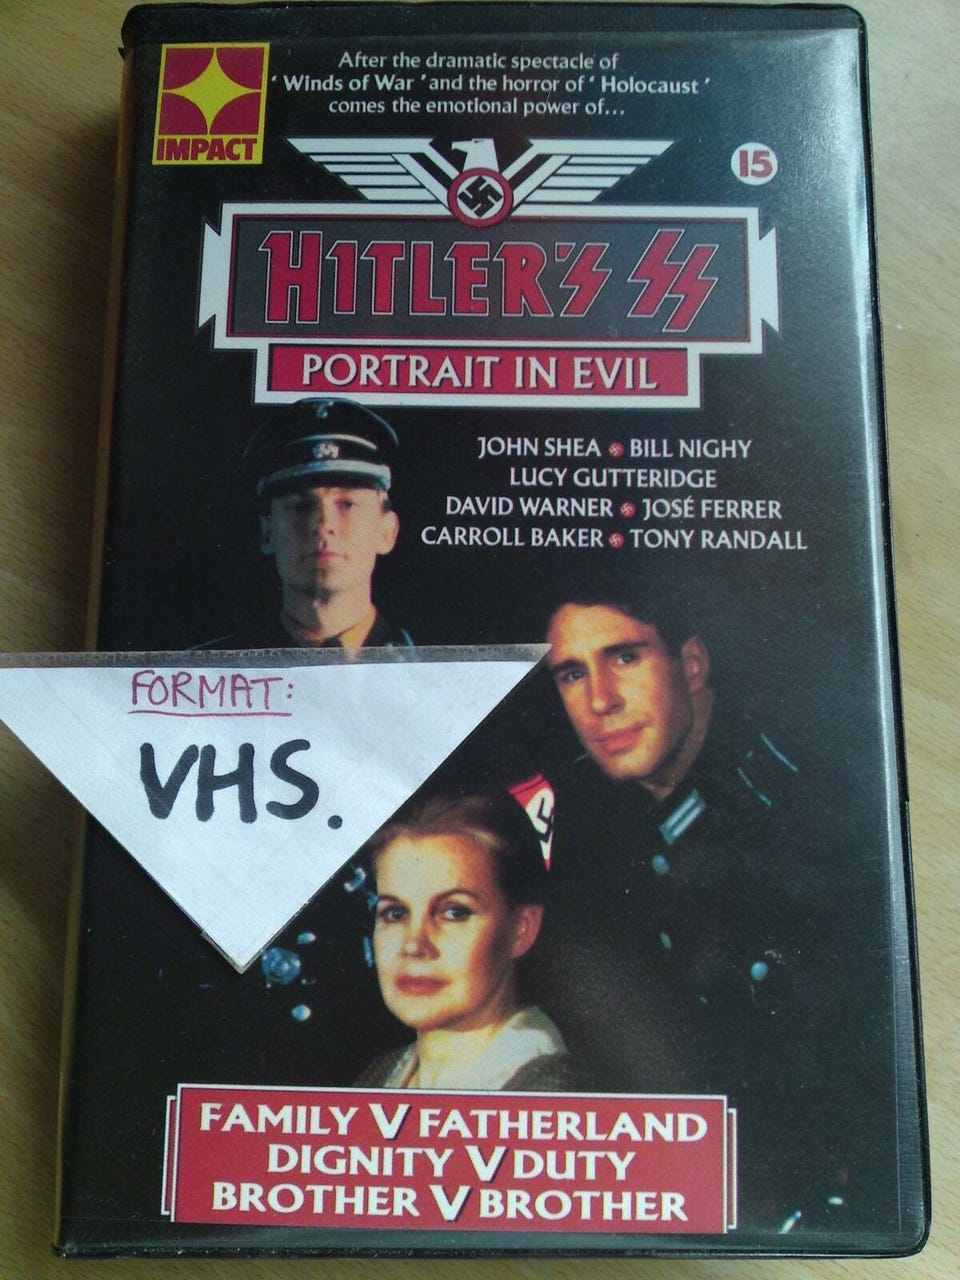 After the dramatic spectacle of
‘Winds of War’ and the horror of ‘Holocaust’
comes the emotional power of...
IMPACT
15
HITLER'S SS
PORTRAIT IN EVIL
JOHN SHEA BILL NIGHY
LUCY GUTTERIDGE
DAVID WARNER JOSÉ FERRER
CARROLL BAKER TONY RANDALL
FORMAT:
VHS.
FAMILY V FATHERLAND
DIGNITY V DUTY
BROTHER V BROTHER